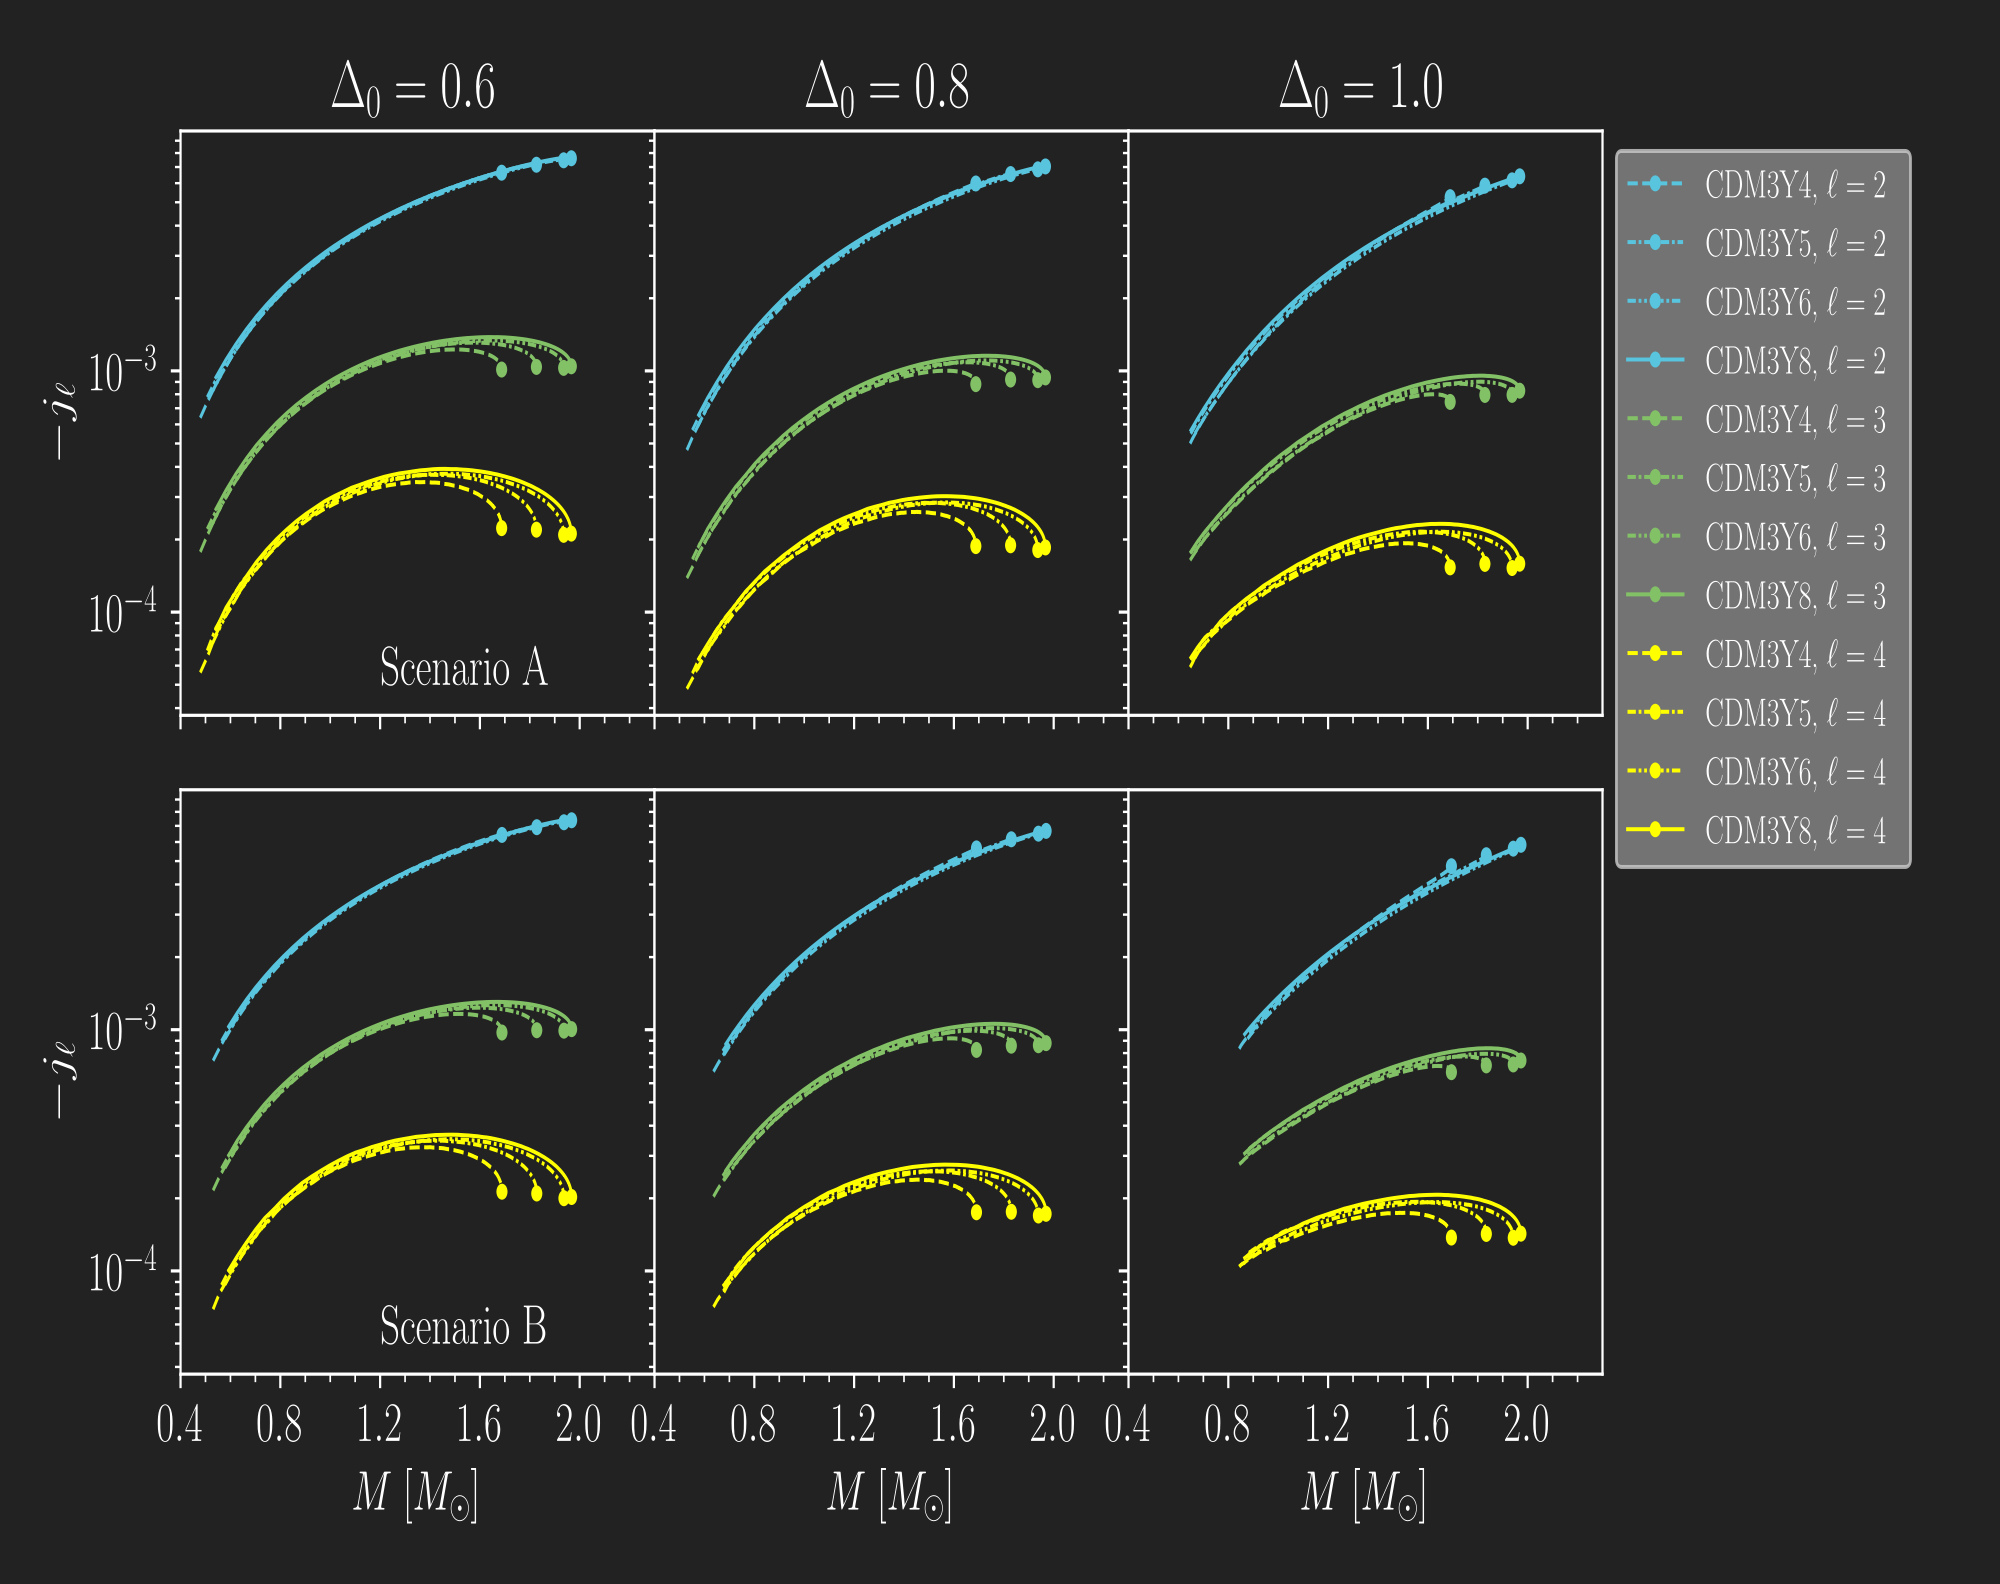 Δ₀ = 0.6 Δ₀ = 0.8 Δ₀ = 1.0
CDM3Y4, ℓ = 2
CDM3Y5, ℓ = 2
CDM3Y6, ℓ = 2
CDM3Y8, ℓ = 2
CDM3Y4, ℓ = 3
CDM3Y5, ℓ = 3
CDM3Y6, ℓ = 3
CDM3Y8, ℓ = 3
CDM3Y4, ℓ = 4
CDM3Y5, ℓ = 4
CDM3Y6, ℓ = 4
CDM3Y8, ℓ = 4
10⁻³
−jℓ
10⁻⁴
Scenario A
10⁻³
−jℓ
10⁻⁴
Scenario B
0.4 0.8 1.2 1.6 2.0 0.4 0.8 1.2 1.6 2.0 0.4 0.8 1.2 1.6 2.0
M [M⊙] M [M⊙] M [M⊙]